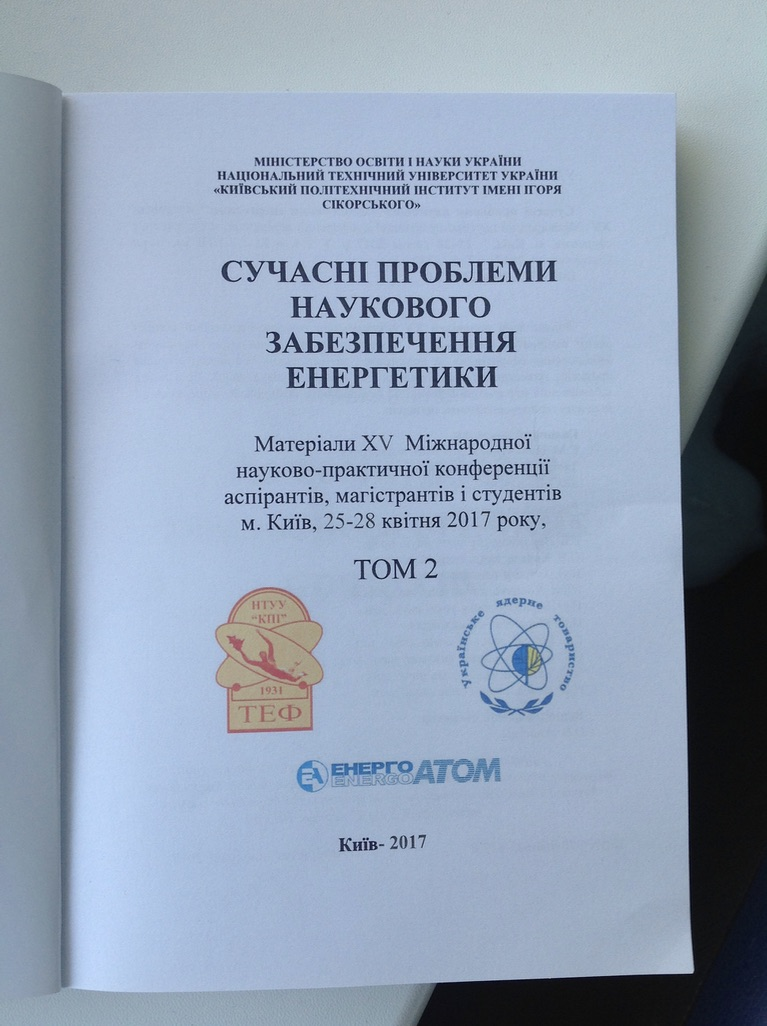 МІНІСТЕРСТВО ОСВІТИ І НАУКИ УКРАЇНИ
НАЦІОНАЛЬНИЙ ТЕХНІЧНИЙ УНІВЕРСИТЕТ УКРАЇНИ
«КИЇВСЬКИЙ ПОЛІТЕХНІЧНИЙ ІНСТИТУТ ІМЕНІ ІГОРЯ
СІКОРСЬКОГО»
СУЧАСНІ ПРОБЛЕМИ
НАУКОВОГО
ЗАБЕЗПЕЧЕННЯ
ЕНЕРГЕТИКИ
Матеріали XV Міжнародної
науково-практичної конференції
аспірантів, магістрантів і студентів
м. Київ, 25-28 квітня 2017 року,
ТОМ 2
НТУУ
"КПІ"
1931
ТЕФ
українське ядерне товариство
ЕА ЕНЕРГО АТОМ
ENERGO
Київ- 2017